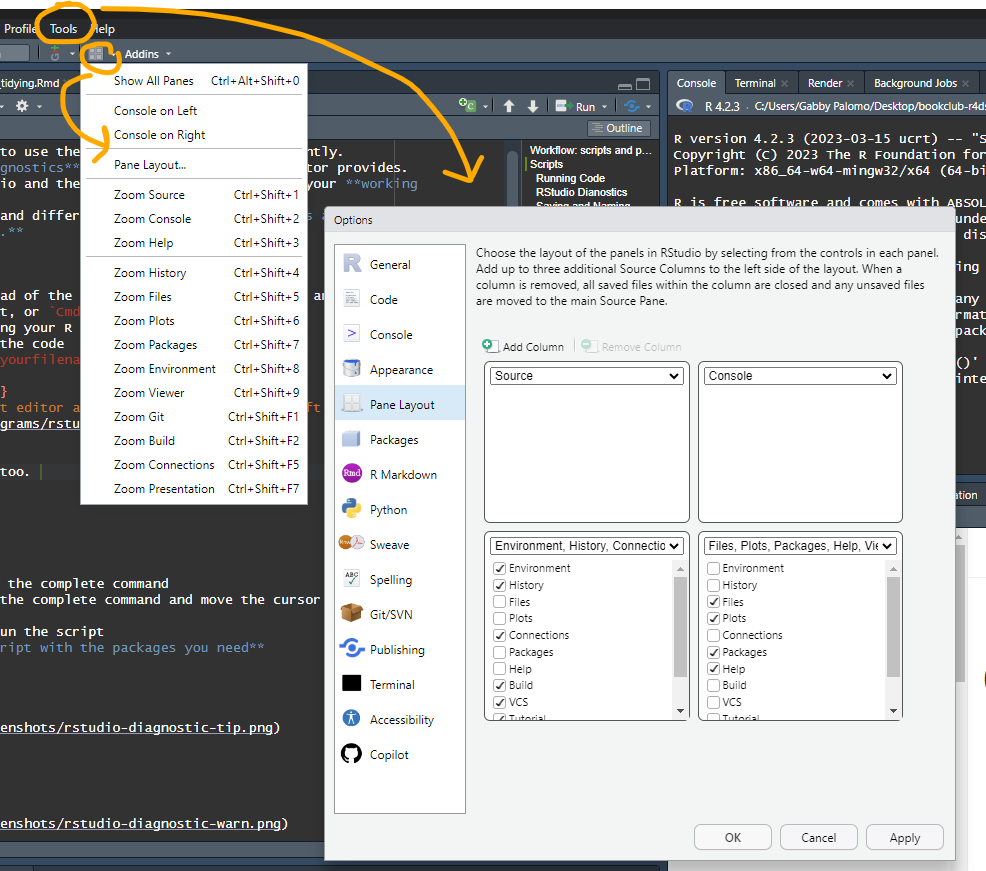 Profile Tools Help
Addins
_tidying.Rmd
Show All Panes Ctrl+Alt+Shift+0
Console on Left
Console on Right
Pane Layout...
Zoom Source Ctrl+Shift+1
Zoom Console Ctrl+Shift+2
Zoom Help Ctrl+Shift+3
Zoom History Ctrl+Shift+4
Zoom Files Ctrl+Shift+5
Zoom Plots Ctrl+Shift+6
Zoom Packages Ctrl+Shift+7
Zoom Environment Ctrl+Shift+8
Zoom Viewer Ctrl+Shift+9
Zoom Git Ctrl+Shift+F1
Zoom Build Ctrl+Shift+F2
Zoom Connections Ctrl+Shift+F5
Zoom Presentation Ctrl+Shift+F7
Run
Outline
to use the
ntly.
gnostics**
tor provides.
io and the
your **working
and differ
.**
ad of the
t, or `Cmd
ng your R
the code
yourfilena
}
t editor a
ft
grams/rstu
too.
the complete command
the complete command and move the cursor
un the script
ript with the packages you need**
enshots/rstudio-diagnostic-tip.png)
enshots/rstudio-diagnostic-warn.png)
Workflow: scripts and p...
Scripts
Running Code
RStudio Dianostics
Saving and Naming
Console Terminal Render Background Jobs
R 4.2.3 · C:/Users/Gabby Palomo/Desktop/bookclub-r4ds
R version 4.2.3 (2023-03-15 ucrt) -- "S
Copyright (C) 2023 The R Foundation for
Platform: x86_64-w64-mingw32/x64 (64-bi
R is free software and comes with ABSOL
unde
dis
ing
any
rmat
pack
()'
inte
ation
Options
General
Code
Console
Appearance
Pane Layout
Packages
Rmd R Markdown
Python
Sweave
ABC Spelling
Git/SVN
Publishing
Terminal
Accessibility
Copilot
Choose the layout of the panels in RStudio by selecting from the controls in each panel.
Add up to three additional Source Columns to the left side of the layout. When a
column is removed, all saved files within the column are closed and any unsaved files
are moved to the main Source Pane.
Add Column Remove Column
Source
Console
Environment, History, Connectio
Environment
History
Files
Plots
Connections
Packages
Help
Build
VCS
Tutorial
Files, Plots, Packages, Help, Vie
Environment
History
Files
Plots
Connections
Packages
Help
Build
VCS
Tutorial
OK Cancel Apply